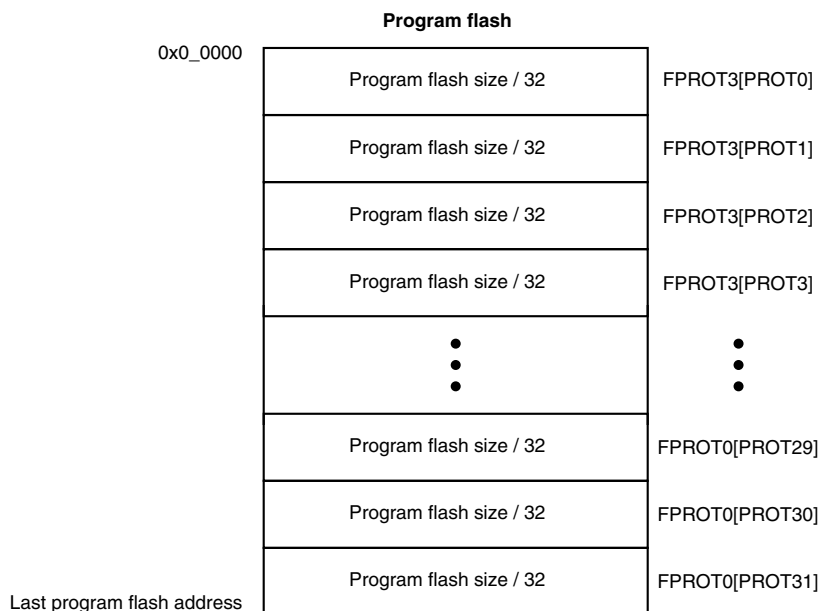 Program flash
0x0_0000
Program flash size / 32 FPROT3[PROT0]
Program flash size / 32 FPROT3[PROT1]
Program flash size / 32 FPROT3[PROT2]
Program flash size / 32 FPROT3[PROT3]
Program flash size / 32 FPROT0[PROT29]
Program flash size / 32 FPROT0[PROT30]
Program flash size / 32 FPROT0[PROT31]
Last program flash address